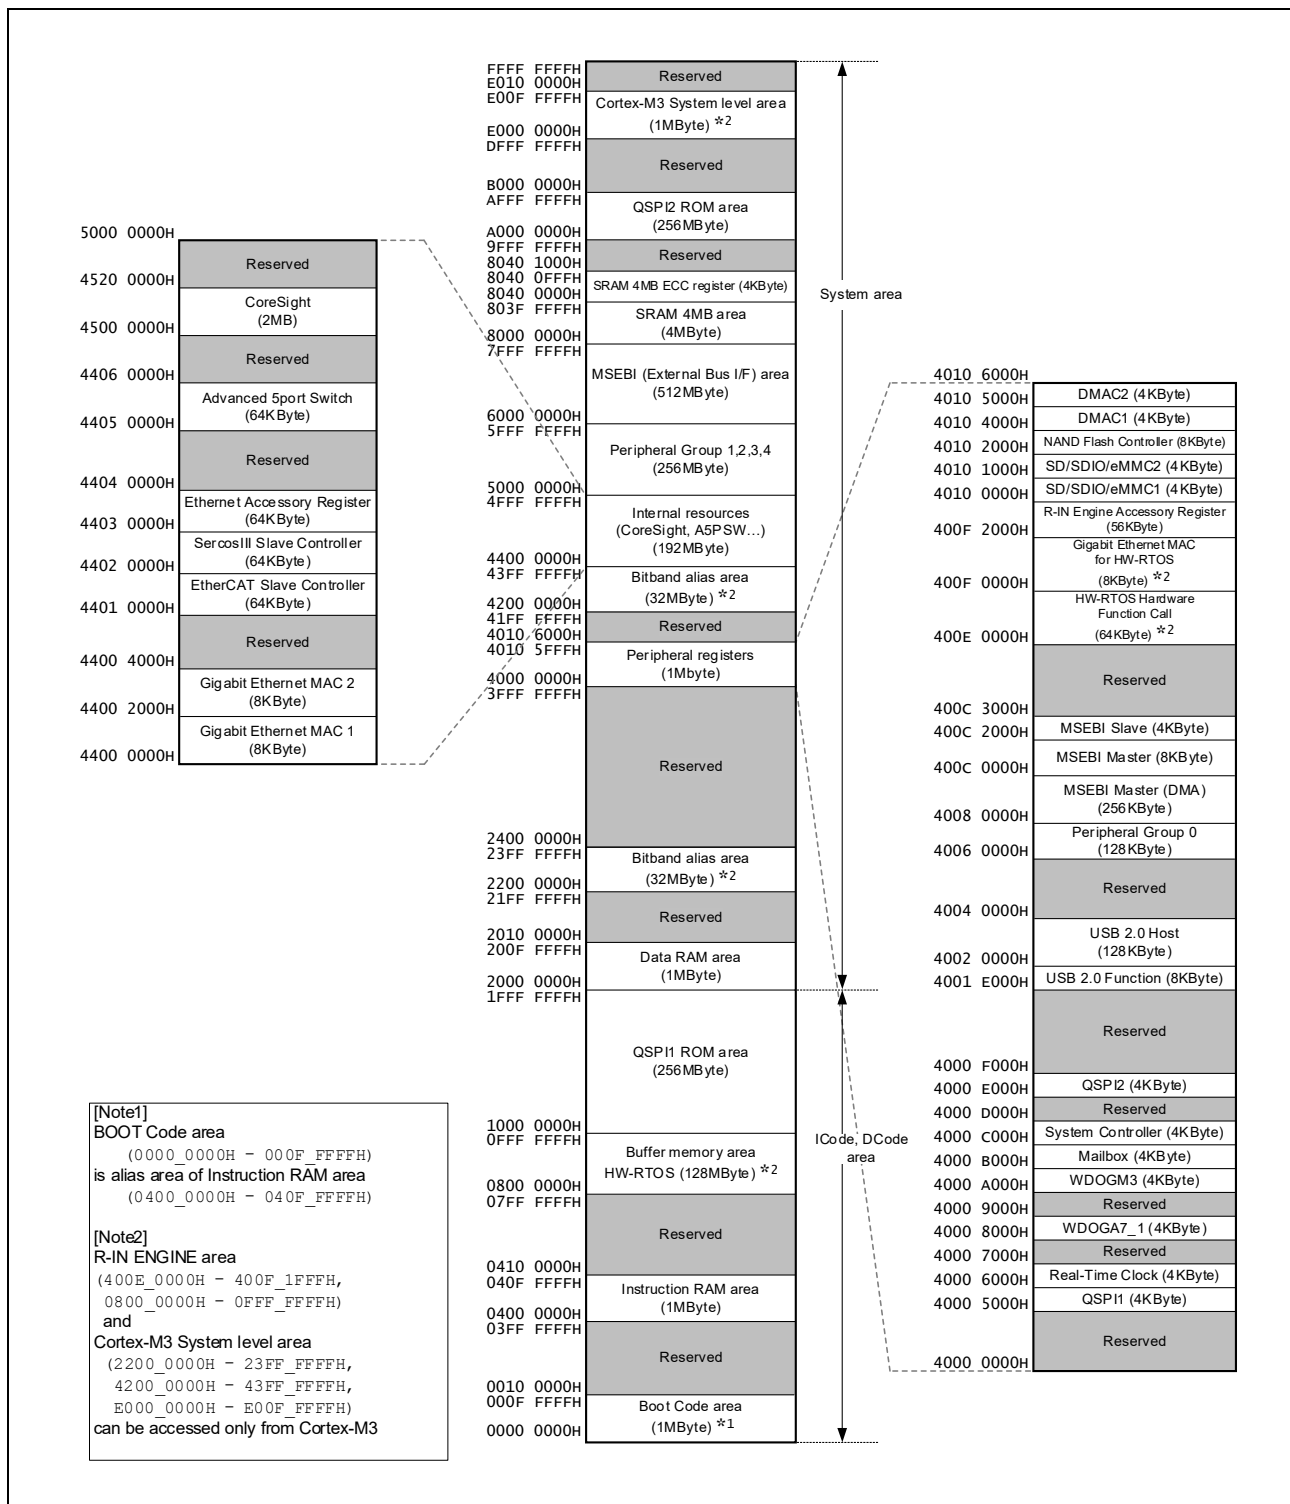 FFFF FFFFH
Reserved
E010 0000H
E00F FFFFH
Cortex-M3 System level area
(1MByte) *2
E000 0000H
DFFF FFFFH
Reserved
B000 0000H
AFFF FFFFH
QSPI2 ROM area
(256MByte)
A000 0000H
9FFF FFFFH
Reserved
8040 1000H
8040 0FFFH
SRAM 4MB ECC register (4KByte)
8040 0000H
803F FFFFH
SRAM 4MB area
(4MByte)
8000 0000H
7FFF FFFFH
MSEBI (External Bus I/F) area
(512MByte)
6000 0000H
5FFF FFFFH
Peripheral Group 1,2,3,4
(256MByte)
5000 0000H
4FFF FFFFH
Internal resources
(CoreSight, A5PSW...)
(192MByte)
4400 0000H
43FF FFFFH
Bitband alias area
(32MByte) *2
4200 0000H
41FF FFFFH
Reserved
4010 6000H
4010 5FFFH
Peripheral registers
(1Mbyte)
4000 0000H
3FFF FFFFH
Reserved
2400 0000H
23FF FFFFH
Bitband alias area
(32MByte) *2
2200 0000H
21FF FFFFH
Reserved
2010 0000H
200F FFFFH
Data RAM area
(1MByte)
2000 0000H
1FFF FFFFH
QSPI1 ROM area
(256MByte)
1000 0000H
0FFF FFFFH
Buffer memory area
HW-RTOS (128MByte) *2
0800 0000H
07FF FFFFH
Reserved
0410 0000H
040F FFFFH
Instruction RAM area
(1MByte)
0400 0000H
03FF FFFFH
Reserved
0010 0000H
000F FFFFH
Boot Code area
(1MByte) *1
0000 0000H
System area
ICode, DCode
area
5000 0000H
Reserved
4520 0000H
CoreSight
(2MB)
4500 0000H
Reserved
4406 0000H
Advanced 5port Switch
(64KByte)
4405 0000H
Reserved
4404 0000H
Ethernet Accessory Register
(64KByte)
4403 0000H
SercosIII Slave Controller
(64KByte)
4402 0000H
EtherCAT Slave Controller
(64KByte)
4401 0000H
Reserved
4400 4000H
Gigabit Ethernet MAC 2
(8KByte)
4400 2000H
Gigabit Ethernet MAC 1
(8KByte)
4400 0000H
4010 6000H
DMAC2 (4KByte)
4010 5000H
DMAC1 (4KByte)
4010 4000H
NAND Flash Controller (8KByte)
4010 2000H
SD/SDIO/eMMC2 (4KByte)
4010 1000H
SD/SDIO/eMMC1 (4KByte)
4010 0000H
R-IN Engine Accessory Register
(56KByte)
400F 2000H
Gigabit Ethernet MAC
for HW-RTOS
(8KByte) *2
400F 0000H
HW-RTOS Hardware
Function Call
(64KByte) *2
400E 0000H
Reserved
400C 3000H
MSEBI Slave (4KByte)
400C 2000H
MSEBI Master (8KByte)
400C 0000H
MSEBI Master (DMA)
(256KByte)
4008 0000H
Peripheral Group 0
(128KByte)
4006 0000H
Reserved
4004 0000H
USB 2.0 Host
(128KByte)
4002 0000H
USB 2.0 Function (8KByte)
4001 E000H
Reserved
4000 F000H
QSPI2 (4KByte)
4000 E000H
Reserved
4000 D000H
System Controller (4KByte)
4000 C000H
Mailbox (4KByte)
4000 B000H
WDOGM3 (4KByte)
4000 A000H
Reserved
4000 9000H
WDOGA7_1 (4KByte)
4000 8000H
Reserved
4000 7000H
Real-Time Clock (4KByte)
4000 6000H
QSPI1 (4KByte)
4000 5000H
Reserved
4000 0000H
[Note1]
BOOT Code area
(0000_0000H – 000F_FFFFH)
is alias area of Instruction RAM area
(0400_0000H – 040F_FFFFH)
[Note2]
R-IN ENGINE area
(400E_0000H – 400F_1FFFH,
0800_0000H – 0FFF_FFFFH)
and
Cortex-M3 System level area
(2200_0000H – 23FF_FFFFH,
4200_0000H – 43FF_FFFFH,
E000_0000H – E00F_FFFFH)
can be accessed only from Cortex-M3